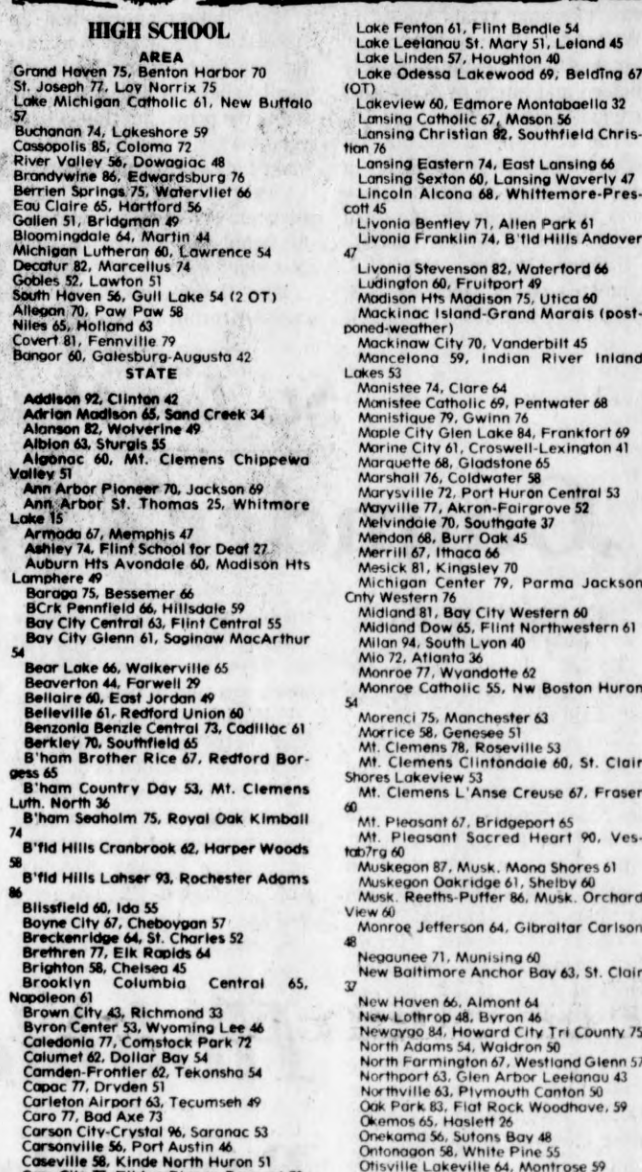 HIGH SCHOOL
AREA
Grand Haven 75, Benton Harbor 70
St. Joseph 77, Loy Norrix 75
Lake Michigan Catholic 61, New Buffalo
57
Buchanan 74, Lakeshore 59
Cassopolis 85, Coloma 72
River Valley 56, Dowagiac 48
Brandywine 86, Edwardsburg 76
Berrien Springs 75, Watervliet 66
Eau Claire 65, Hartford 56
Galien 51, Bridgman 49
Bloomingdale 64, Martin 44
Michigan Lutheran 60, Lawrence 54
Decatur 82, Marcellus 74
Gobles 52, Lawton 51
South Haven 56, Gull Lake 54 (2 OT)
Allegan 70, Paw Paw 58
Niles 65, Holland 63
Covert 81, Fennville 79
Bangor 60, Galesburg-Augusta 42
STATE
Addison 92, Clinton 42
Adrian Madison 65, Sand Creek 34
Alanson 82, Wolverine 49
Albion 63, Sturgis 55
Algonac 60, Mt. Clemens Chippewa
Valley 51
Ann Arbor Pioneer 70, Jackson 69
Ann Arbor St. Thomas 25, Whitmore
Lake 15
Armada 67, Memphis 47
Ashley 74, Flint School for Deaf 27
Auburn Hts Avondale 60, Madison Hts
Lamphere 49
Baraga 75, Bessemer 66
BCrk Pennfield 66, Hillsdale 59
Bay City Central 63, Flint Central 55
Bay City Glenn 61, Saginaw MacArthur
54
Bear Lake 66, Walkerville 65
Beaverton 44, Farwell 29
Bellaire 60, East Jordan 49
Belleville 61, Redford Union 60
Benzonia Benzie Central 73, Cadillac 61
Berkley 70, Southfield 65
B'ham Brother Rice 67, Redford Bor-
gess 65
B'ham Country Day 53, Mt. Clemens
Luth. North 36
B'ham Seaholm 75, Royal Oak Kimball
74
B'fld Hills Cranbrook 62, Harper Woods
58
B'fld Hills Lahser 93, Rochester Adams
86
Blissfield 60, Ida 55
Boyne City 67, Cheboygan 57
Breckenridge 64, St. Charles 52
Brethren 77, Elk Rapids 64
Brighton 58, Chelsea 45
Brooklyn Columbia Central 65,
Napoleon 61
Brown City 43, Richmond 33
Byron Center 53, Wyoming Lee 46
Caledonia 77, Comstock Park 72
Calumet 62, Dollar Bay 54
Camden-Frontier 62, Tekonsha 54
Capac 77, Dryden 51
Carleton Airport 63, Tecumseh 49
Caro 77, Bad Axe 73
Carson City-Crystal 96, Saranac 53
Carsonville 56, Port Austin 46
Caseville 58, Kinde North Huron 51
Lake Fenton 61, Flint Bendle 54
Lake Leelanau St. Mary 51, Leland 45
Lake Linden 57, Houghton 40
Lake Odessa Lakewood 69, Belding 67
(OT)
Lakeview 60, Edmore Montabaella 32
Lansing Catholic 67, Mason 56
Lansing Christian 82, Southfield Chris-
tian 76
Lansing Eastern 74, East Lansing 66
Lansing Sexton 60, Lansing Waverly 47
Lincoln Alcona 68, Whittemore-Pres-
cott 45
Livonia Bentley 71, Allen Park 61
Livonia Franklin 74, B'fld Hills Andover
47
Livonia Stevenson 82, Waterford 66
Ludington 60, Fruitport 49
Madison Hts Madison 75, Utica 60
Mackinac Island-Grand Marais (post-
poned-weather)
Mackinaw City 70, Vanderbilt 45
Mancelona 59, Indian River Inland
Lakes 53
Manistee 74, Clare 64
Manistee Catholic 69, Pentwater 68
Manistique 79, Gwinn 76
Maple City Glen Lake 84, Frankfort 69
Marine City 61, Croswell-Lexington 41
Marquette 68, Gladstone 65
Marshall 76, Coldwater 58
Marysville 72, Port Huron Central 53
Mayville 77, Akron-Fairgrove 52
Melvindale 70, Southgate 37
Mendon 68, Burr Oak 45
Merrill 67, Ithaca 66
Mesick 81, Kingsley 70
Michigan Center 79, Parma Jackson
Cnty Western 76
Midland 81, Bay City Western 60
Midland Dow 65, Flint Northwestern 61
Milan 94, South Lyon 40
Mio 72, Atlanta 36
Monroe 77, Wyandotte 62
Monroe Catholic 55, Nw Boston Huron
54
Morenci 75, Manchester 63
Morrice 58, Genesee 51
Mt. Clemens 78, Roseville 53
Mt. Clemens Clintondale 60, St. Clair
Shores Lakeview 53
Mt. Clemens L'Anse Creuse 67, Fraser
60
Mt. Pleasant 67, Bridgeport 65
Mt. Pleasant Sacred Heart 90, Ves-
tab?rg 60
Muskegon 87, Musk. Mona Shores 61
Muskegon Oakridge 61, Shelby 60
Musk. Reeths-Puffer 86, Musk. Orchard
View 60
Monroe Jefferson 64, Gibraltar Carlson
48
Negaunee 71, Munising 60
New Baltimore Anchor Bay 63, St. Clair
37
New Haven 66, Almont 64
New Lothrop 48, Byron 46
Newaygo 84, Howard City Tri County 75
North Adams 54, Waldron 50
North Farmington 67, Westland Glenn 57
Northport 63, Glen Arbor Leelanau 43
Northville 63, Plymouth Canton 50
Oak Park 83, Flat Rock Woodhave, 59
Okemos 65, Haslett 26
Onekama 56, Sutons Bay 48
Ontonagon 58, White Pine 55
Otisville Lakeville 64, Montrose 59